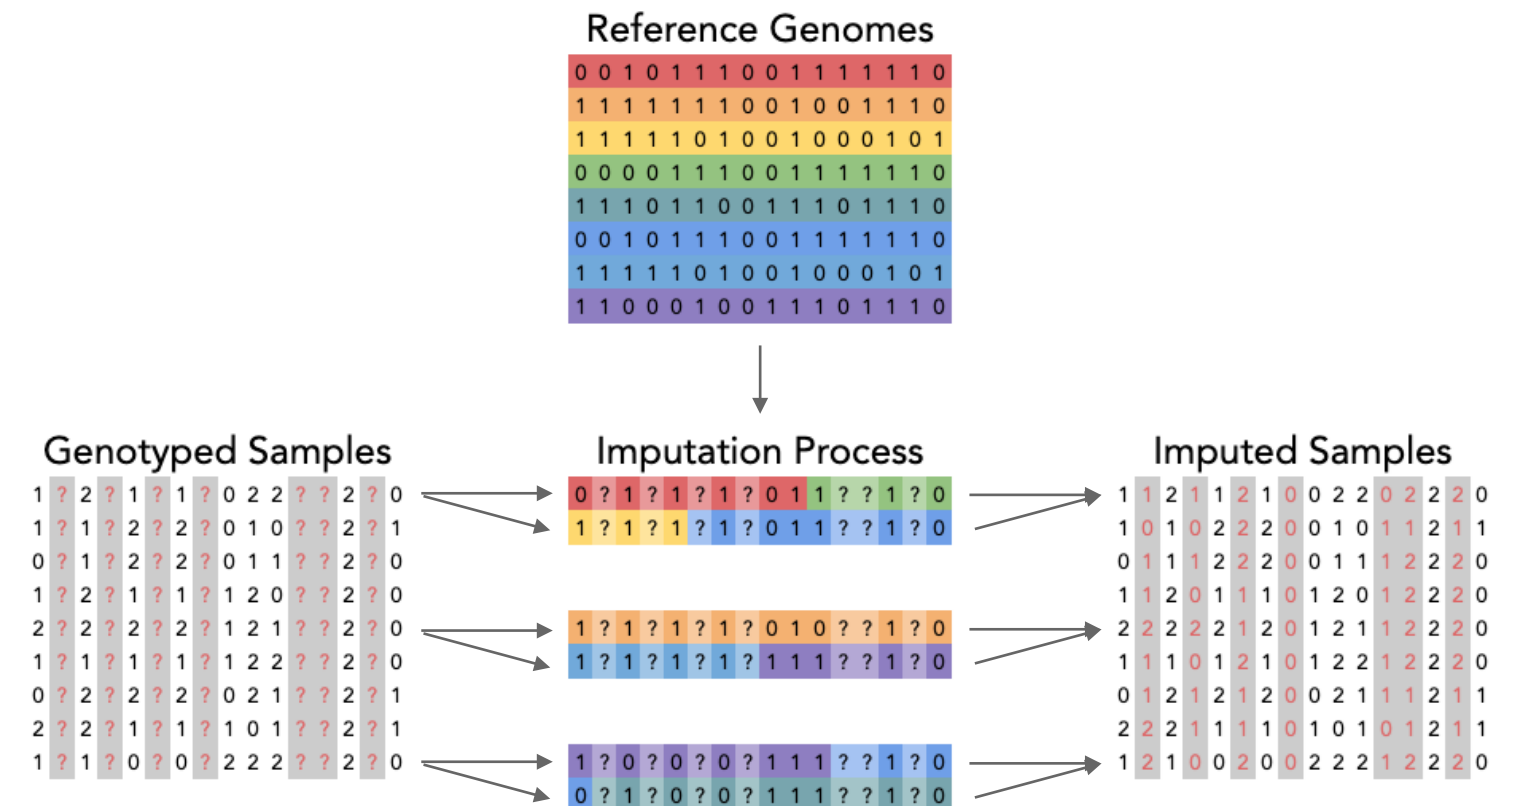 Reference Genomes
0 0 1 0 1 1 1 0 0 1 1 1 1 1 1 0
1 1 1 1 1 1 1 0 0 1 0 0 1 1 1 0
1 1 1 1 1 0 1 0 0 1 0 0 0 1 0 1
0 0 0 0 1 1 1 0 0 1 1 1 1 1 1 0
1 1 1 0 1 1 0 0 1 1 1 0 1 1 1 0
0 0 1 0 1 1 1 0 0 1 1 1 1 1 1 0
1 1 1 1 1 0 1 0 0 1 0 0 0 1 0 1
1 1 0 0 0 1 0 0 1 1 1 0 1 1 1 0
Genotyped Samples
1 ? 2 ? 1 ? 1 ? 0 2 2 ? ? 2 ? 0
1 ? 1 ? 2 ? 2 ? 0 1 0 ? ? 2 ? 1
0 ? 1 ? 2 ? 2 ? 0 1 1 ? ? 2 ? 0
1 ? 2 ? 1 ? 1 ? 1 2 0 ? ? 2 ? 0
2 ? 2 ? 2 ? 2 ? 1 2 1 ? ? 2 ? 0
1 ? 1 ? 1 ? 1 ? 1 2 2 ? ? 2 ? 0
0 ? 2 ? 2 ? 2 ? 0 2 1 ? ? 2 ? 1
2 ? 2 ? 1 ? 1 ? 1 0 1 ? ? 2 ? 1
1 ? 1 ? 0 ? 0 ? 2 2 2 ? ? 2 ? 0
Imputation Process
0 ? 1 ? 1 ? 1 ? 0 1 1 ? ? 1 ? 0
1 ? 1 ? 1 ? 1 ? 0 1 1 ? ? 1 ? 0
1 ? 1 ? 1 ? 1 ? 0 1 0 ? ? 1 ? 0
1 ? 1 ? 1 ? 1 ? 1 1 1 ? ? 1 ? 0
1 ? 0 ? 0 ? 0 ? 1 1 1 ? ? 1 ? 0
0 ? 1 ? 0 ? 0 ? 1 1 1 ? ? 1 ? 0
Imputed Samples
1 1 2 1 1 2 1 0 0 2 2 0 2 2 2 0
1 0 1 0 2 2 2 0 0 1 0 1 1 2 1 1
0 1 1 1 2 2 2 0 0 1 1 1 2 2 2 0
1 1 2 0 1 1 1 0 1 2 0 1 2 2 2 0
2 2 2 2 2 1 2 0 1 2 1 1 2 2 2 0
1 1 1 0 1 2 1 0 1 2 2 1 2 2 2 0
0 1 2 1 2 1 2 0 0 2 1 1 1 2 1 1
2 2 2 1 1 1 1 0 1 0 1 0 1 2 1 1
1 2 1 0 0 2 0 0 2 2 2 1 2 2 2 0